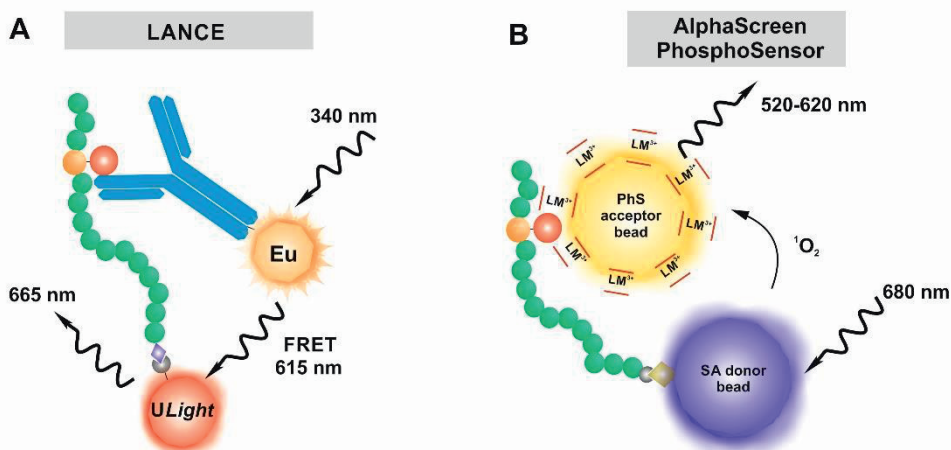 A
LANCE
340 nm
Eu
665 nm
FRET
615 nm
ULight
B
AlphaScreen
PhosphoSensor
520-620 nm
LM³⁺
LM³⁺
LM³⁺
LM³⁺
LM³⁺
LM³⁺
LM³⁺
LM³⁺
PhS
acceptor
bead
¹O₂
680 nm
SA donor
bead